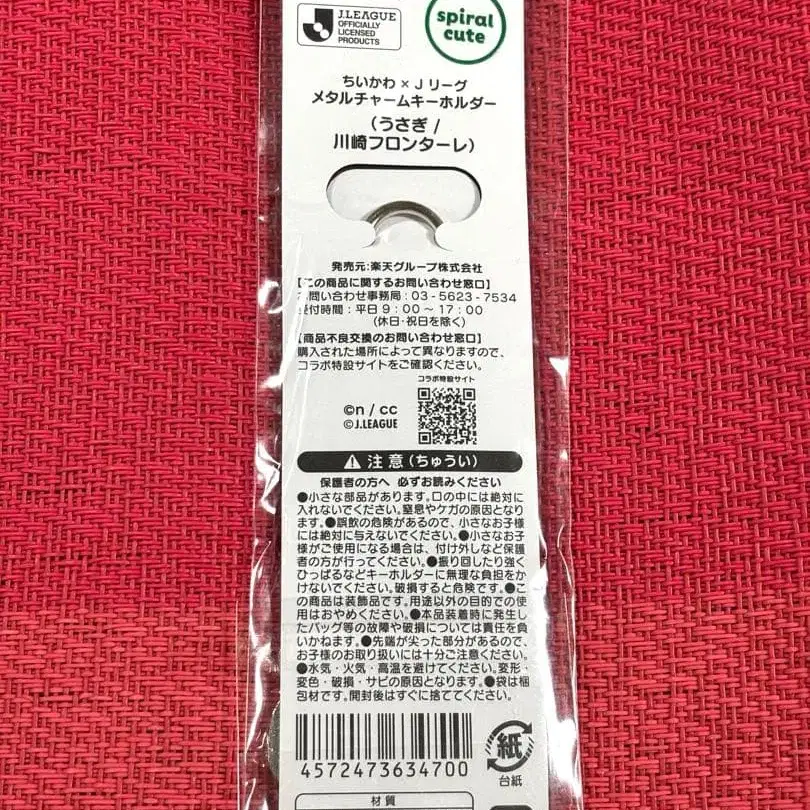 J.LEAGUE
OFFICIALLY
LICENSED
PRODUCTS
spiral
cute
ちいかわ × J リーグ
メタルチャームキーホルダー
(うさぎ /
川崎フロンターレ)
発売元:楽天グループ株式会社
【この商品に関するお問い合わせ窓口】
お問い合わせ事務局 : 03 - 5623 - 7534
受付時間 : 平日 9 : 00 ~ 17 : 00
(休日・祝日を除く)
【商品不良交換のお問い合わせ窓口】
購入された場所によって異なりますので、
コラボ特設サイトをご確認ください。
コラボ特設サイト
©n / cc
©J.LEAGUE
注意(ちゅうい)
保護者の方へ 必ずお読みください
●小さな部品があります。口の中には絶対に
入れないでください。窒息やケガの原因となり
ます。●誤飲の危険があるので、小さなお子様
には絶対に与えないでください。●小さなお子
様がご使用になる場合は、付け外しなど保護
者の方が行ってください。●振り回したり強く
ひっぱるなどキーホルダーに無理な負担をか
けないでください。破損すると危険です。●こ
の商品は装飾品です。用途以外の目的での使
用はおやめください。●本品装着時に発生し
たバッグ等の故障や破損については責任を負
いかねます。●先端が尖った部分があるので、
お子様のお取り扱いには十分ご注意ください。
●水気・火気・高温を避けてください。変形・
変色・破損・サビの原因となります。●袋は梱
包材です。開封後はすぐに捨ててください。
4572473634700
紙
台紙
材質